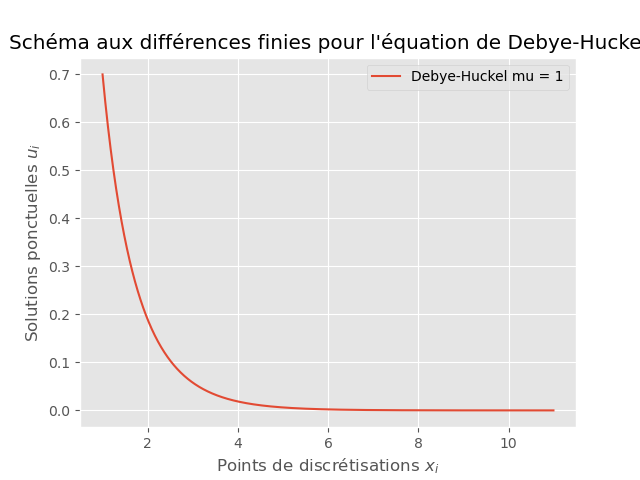 Schéma aux différences finies pour l'équation de Debye-Hucke
Debye-Huckel mu = 1
Solutions ponctuelles u_i
0.7
0.6
0.5
0.4
0.3
0.2
0.1
0.0
2 4 6 8 10
Points de discrétisations x_i